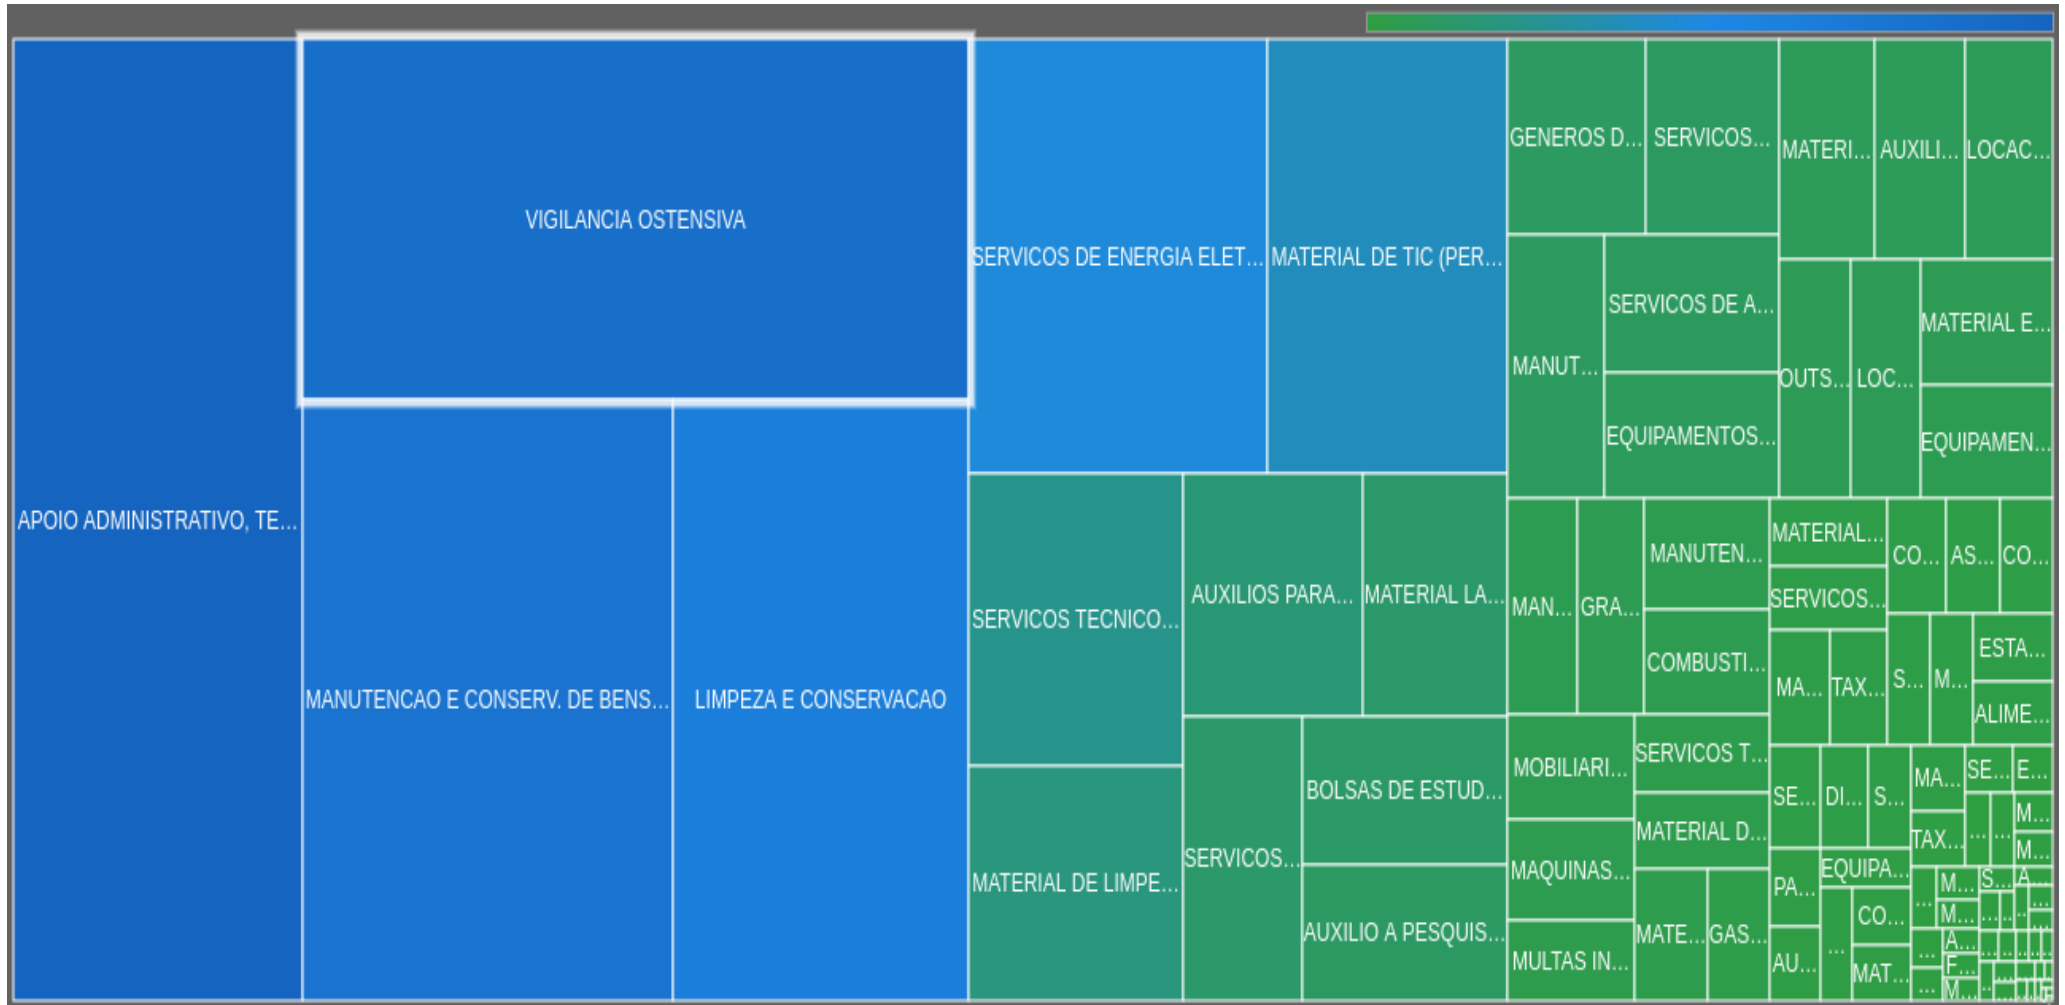 APOIO ADMINISTRATIVO, TE...
VIGILANCIA OSTENSIVA
MANUTENCAO E CONSERV. DE BENS...
LIMPEZA E CONSERVACAO
SERVICOS DE ENERGIA ELET...
MATERIAL DE TIC (PER...
SERVICOS TECNICO...
MATERIAL DE LIMPE...
AUXILIOS PARA...
MATERIAL LA...
SERVICOS...
BOLSAS DE ESTUD...
AUXILIO A PESQUIS...
GENEROS D...
SERVICOS...
MANUT...
SERVICOS DE A...
EQUIPAMENTOS...
MATERI...
AUXILI...
LOCAC...
OUTS...
LOC...
MATERIAL E...
EQUIPAMEN...
MAN...
GRA...
MANUTEN...
COMBUSTI...
MOBILIARI...
MAQUINAS...
MULTAS IN...
SERVICOS T...
MATERIAL D...
MATE...
GAS...
MATERIAL...
SERVICOS...
MA...
TAX...
CO...
AS...
CO...
S...
M...
ESTA...
ALIME...
SE...
DI...
S...
PA...
AU...
EQUIPA...
...
CO...
MAT...
MA...
TAX...
SE...
E...
...
...
M...
M...
...
M...
M...
S...
A...
...
A...
F...
...
M...